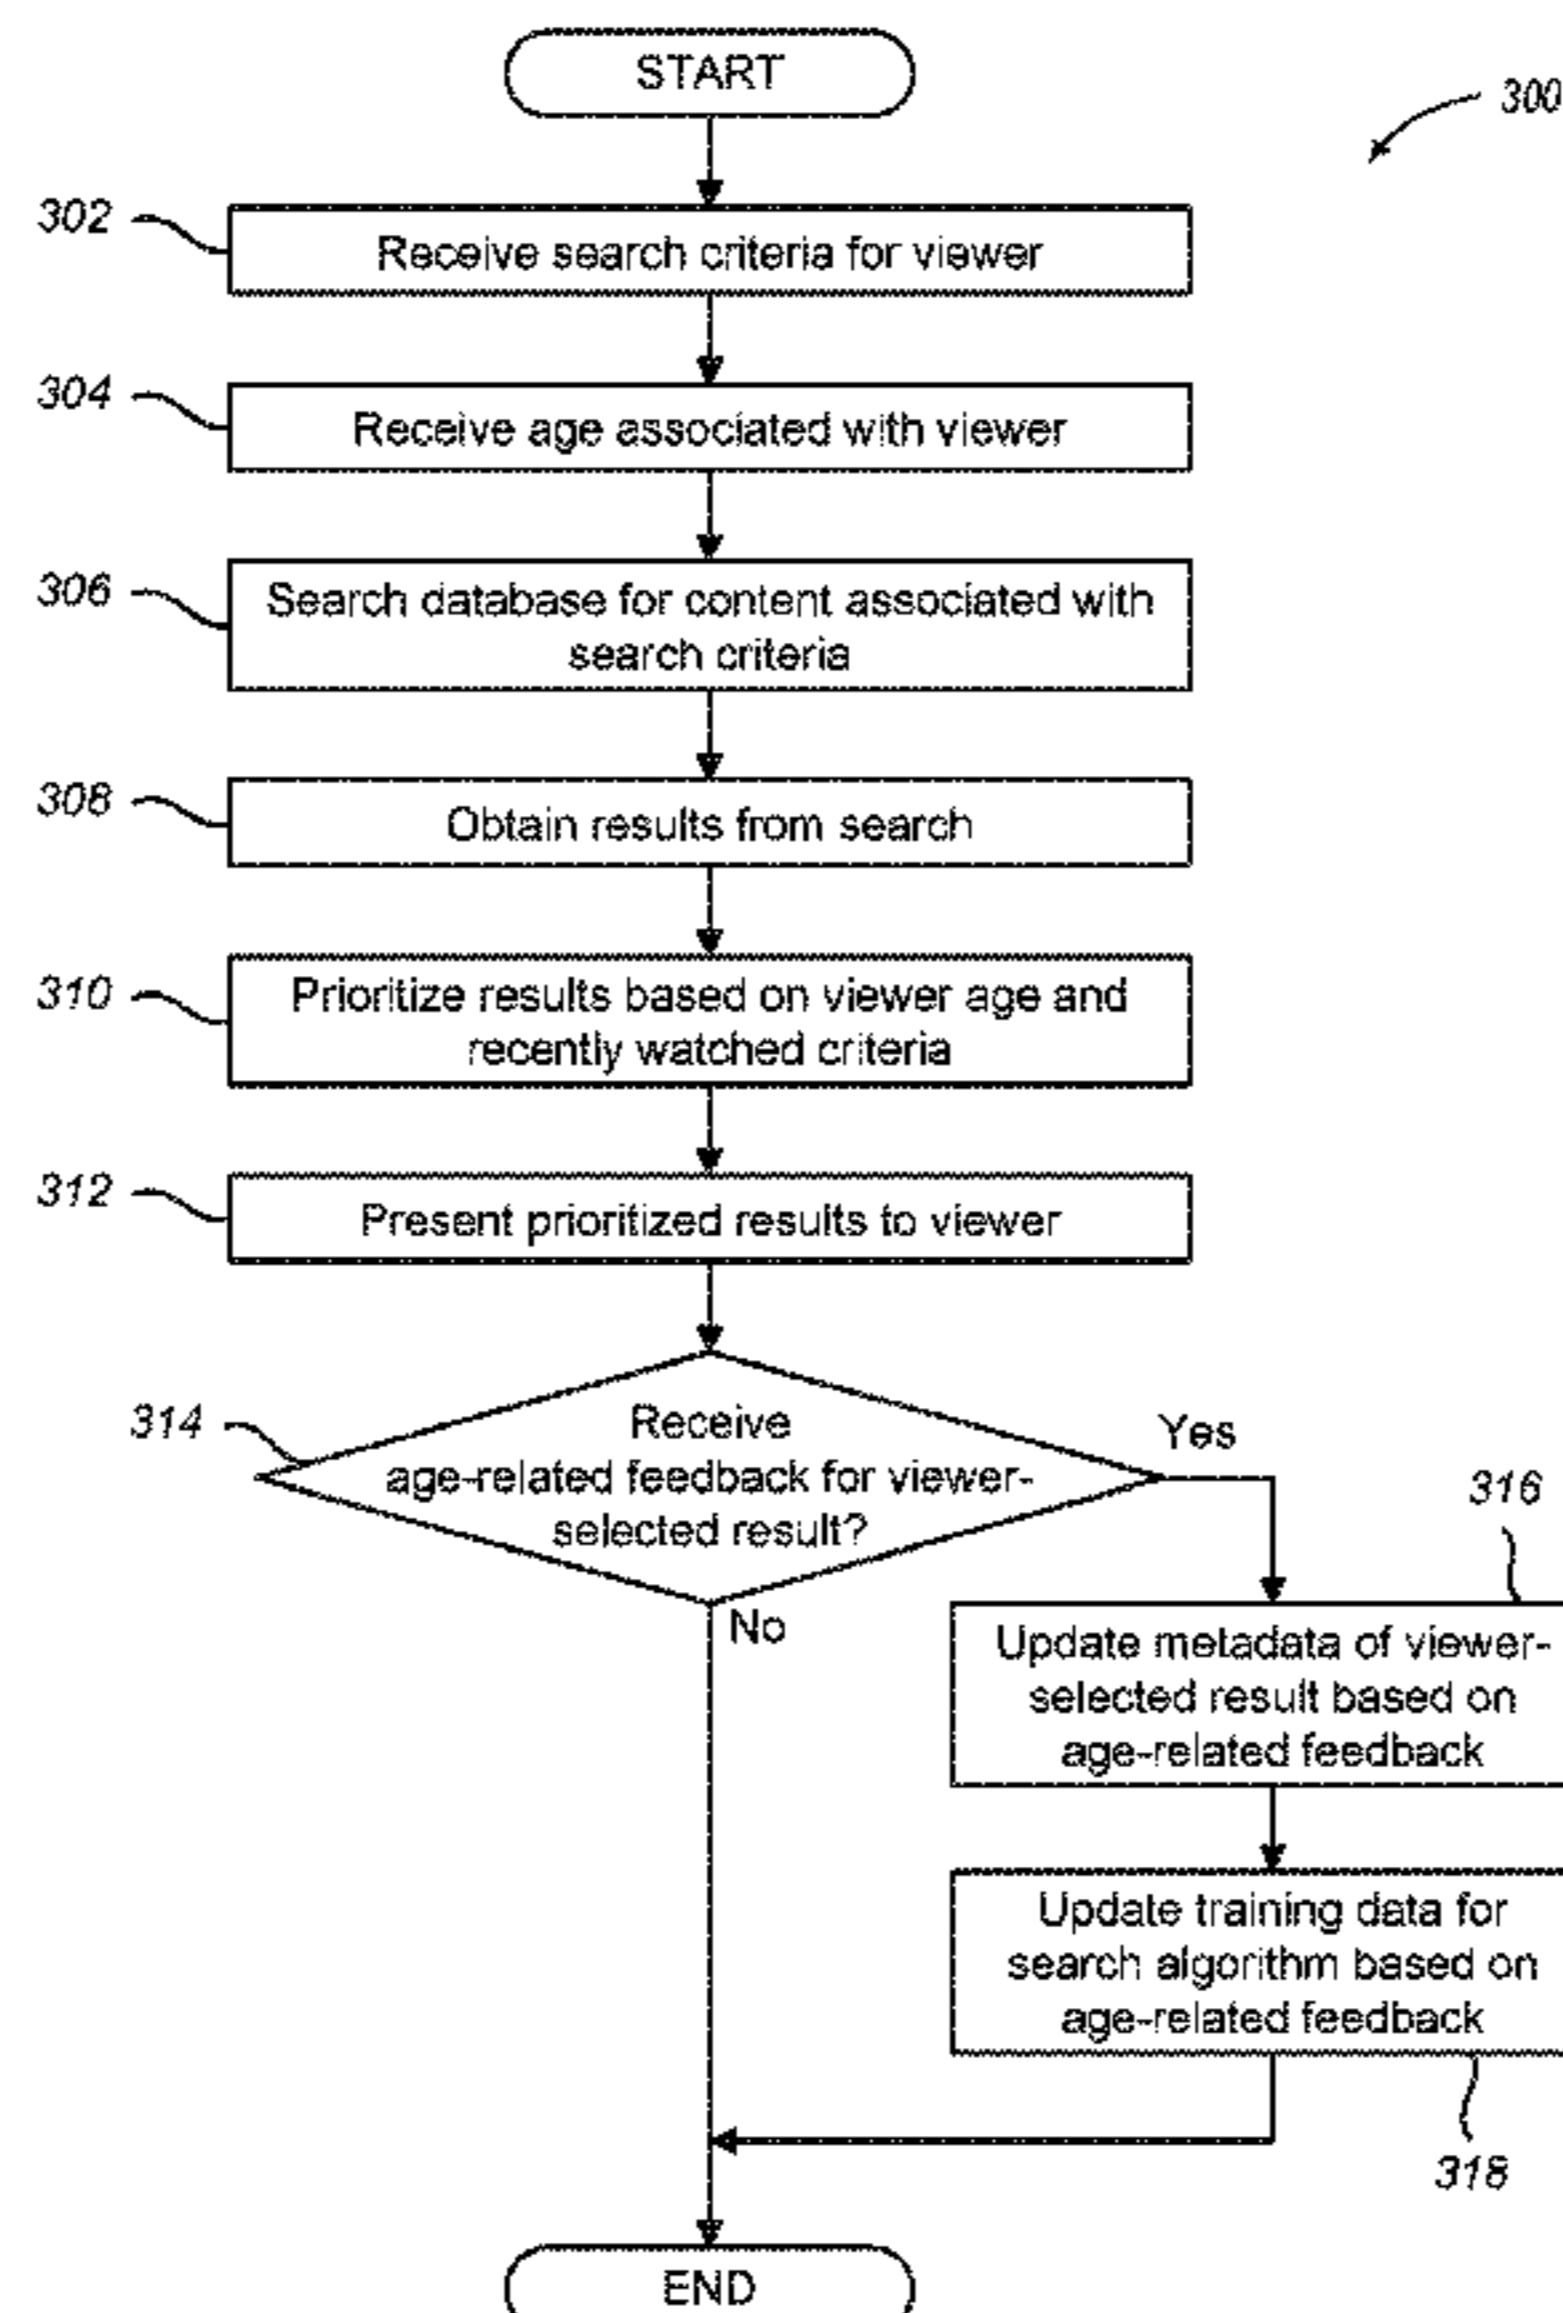 START
300
302
Receive search criteria for viewer
304
Receive age associated with viewer
306
Search database for content associated with
search criteria
308
Obtain results from search
310
Prioritize results based on viewer age and
recently watched criteria
312
Present prioritized results to viewer
314
Receive
age-related feedback for viewer-
selected result?
Yes
No
316
Update metadata of viewer-
selected result based on
age-related feedback
Update training data for
search algorithm based on
age-related feedback
318
END